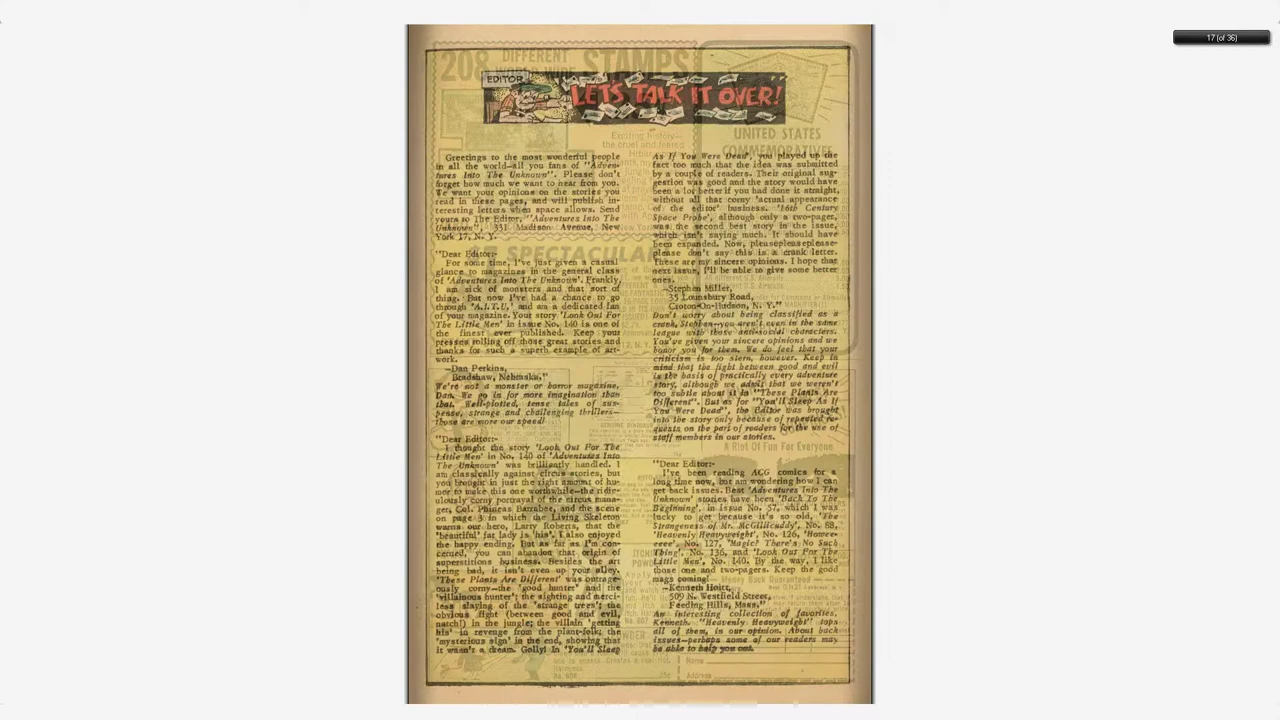 17 (of 36)
EDITOR
LET'S TALK IT OVER!
208 DIFFERENT
STAMPS
UNITED STATES
COMMEMORATIVES
Greetings to the most wonderful people
in all the world—all you fans of "Adven-
tures Into The Unknown". Please don't
forget how much we want to hear from you.
We want your opinions on the stories you
read in these pages, and will publish in-
teresting letters when space allows. Send
yours to The Editor, "Adventures Into The
Unknown", 331 Madison Avenue, New
York 17, N. Y.
"Dear Editor:-
For some time, I've just given a casual
glance to magazines in the general class
of 'Adventures Into The Unknown'. Frankly,
I am sick of monsters and that sort of
thing. But now I've had a chance to go
through 'A.I.T.U.' and am a dedicated fan
of your magazine. Your story 'Look Out For
The Little Men' in issue No. 140 is one of
the finest ever published. Keep your
presses rolling off those great stories and
thanks for such a superb example of art-
work.
—Dan Perkins,
Bradshaw, Nebraska."
We're not a monster or horror magazine,
Dan. We go in for more imagination than
that. Well-plotted, tense tales of sus-
pense, strange and challenging thrillers—
those are more our speed!
"Dear Editor:-
I thought the story 'Look Out For The
Little Men' in No. 140 of 'Adventures Into
The Unknown' was brilliantly handled. I
am classically against circus stories, but
you brought in just the right amount of hu-
mor to make this one worthwhile—the ridic-
ulously corny portrayal of the circus mana-
ger, Col. Phineas Barrabee, and the scene
on page 3 in which the Living Skeleton
warns our hero, Larry Roberts, that the
'beautiful' fat lady is 'his'. I also enjoyed
the happy ending. But as far as I'm con-
cerned, you can abandon that origin of
superstitions business. Besides the art
being bad, it isn't even up your alley.
'These Plants Are Different' was outrage-
ously corny—the 'good hunter' and the
'villainous hunter'; the sighting and merci-
less slaying of the 'strange trees'; the
obvious fight (between good and evil,
natch!) in the jungle; the villain 'getting
his' in revenge from the plant-folk; the
'mysterious sign' in the end, showing that
it wasn't a dream. Golly! In 'You'll Sleep
As If You Were Dead', you played up the
fact too much that the idea was submitted
by a couple of readers. Their original sug-
gestion was good and the story would have
been a lot better if you had done it straight,
without all that corny 'actual appearance
of the editor' business. '16th Century
Space Probe', although only a two-pager,
was the second best story in the issue,
which isn't saying much. It should have
been expanded. Now, pleasepleaseplease-
please don't say this is a crank letter.
These are my sincere opinions. I hope that
next issue, I'll be able to give some better
ones.
—Stephen Miller,
35 Lounsbury Road,
Croton-On-Hudson, N. Y."
Don't worry about being classified as a
crank, Stephen—you aren't even in the same
league with those anti-social characters.
You've given your sincere opinions and we
honor you for them. We do feel that your
criticism is too stern, however. Keep in
mind that the fight between good and evil
is the basis of practically every adventure
story, although we admit that we weren't
too subtle about it in "These Plants Are
Different". But as for "You'll Sleep As If
You Were Dead", the Editor was brought
into the story only because of repeated re-
quests on the part of readers for the use of
staff members in our stories.
A Riot Of Fun For Everyone
"Dear Editor:-
I've been reading ACG comics for a
long time now, but am wondering how I can
get back issues. Best 'Adventures Into The
Unknown' stories have been 'Back To The
Beginning', in issue No. 57, which I was
lucky to get because it's so old, 'The
Strangeness of Mr. McGillicuddy', No. 88,
'Heavenly Heavyweight', No. 126,
No. 127, 'Magic? There's No Such
Thing', No. 136, and 'Look Out For The
Little Men', No. 140. By the way, I like
those one and two-pagers. Keep the good
mags coming!
—Kenneth Hoitt,
509 N. Westfield Street,
Feeding Hills, Mass."
An interesting collection of favorites,
Kenneth. "Heavenly Heavyweight" tops
all of them, in our opinion. About back
issues—perhaps some of our readers may
be able to help you out.